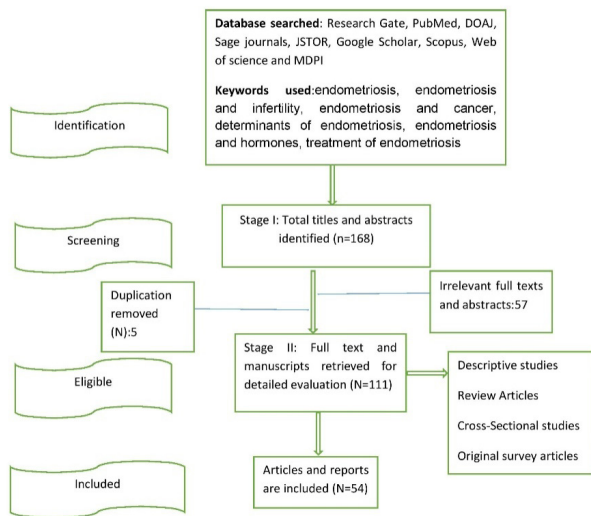 Database searched: Research Gate, PubMed, DOAJ,
Sage journals, JSTOR, Google Scholar, Scopus, Web
of science and MDPI
Keywords used:endometriosis, endometriosis
and infertility, endometriosis and cancer,
determinants of endometriosis, endometriosis
and hormones, treatment of endometriosis
Identification
Stage I: Total titles and abstracts
identified (n=168)
Screening
Duplication
removed
(N):5
Irrelevant full texts
and abstracts:57
Stage II: Full text and
manuscripts retrieved for
detailed evaluation (N=111)
Eligible
Descriptive studies
Review Articles
Cross-Sectional studies
Original survey articles
Articles and reports
are included (N=54)
Included